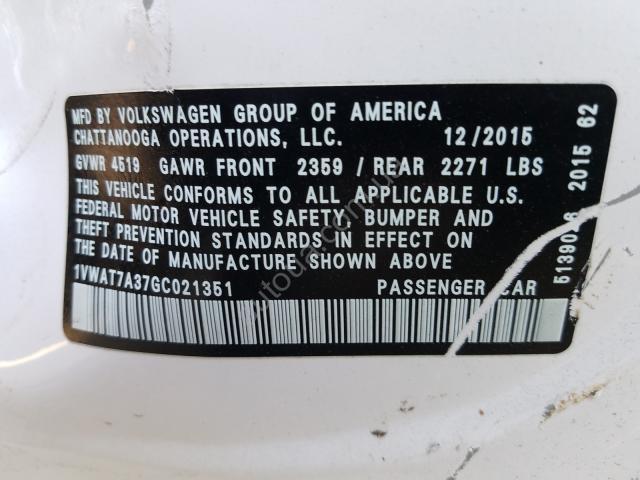 MFD BY VOLKSWAGEN GROUP OF AMERICA
CHATTANOOGA OPERATIONS, LLC. 12/2015
GVWR 4519 GAWR FRONT 2359 / REAR 2271 LBS
THIS VEHICLE CONFORMS TO ALL APPLICABLE U.S.
FEDERAL MOTOR VEHICLE SAFETY, BUMPER AND
THEFT PREVENTION STANDARDS IN EFFECT ON
THE DATE OF MANUFACTURE SHOWN ABOVE
1VWAT7A37GC021351 PASSENGER CAR
2015 62